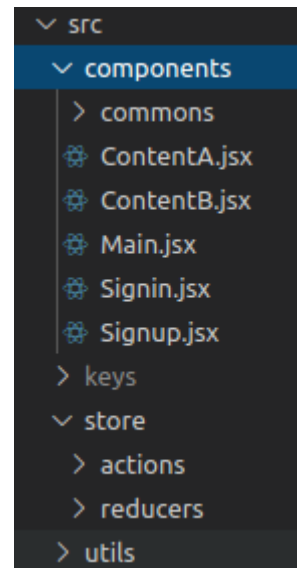 src
components
commons
ContentA.jsx
ContentB.jsx
Main.jsx
Signin.jsx
Signup.jsx
keys
store
actions
reducers
utils